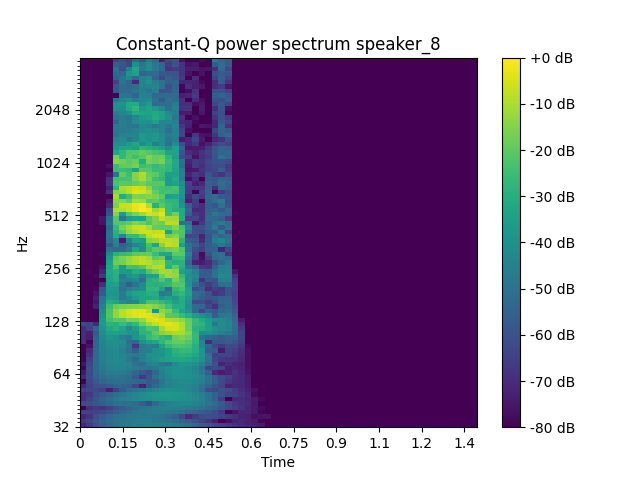 Constant-Q power spectrum speaker_8
Hz
2048
1024
512
256
128
64
32
0 0.15 0.3 0.45 0.6 0.75 0.9 1.1 1.2 1.4
Time
+0 dB
-10 dB
-20 dB
-30 dB
-40 dB
-50 dB
-60 dB
-70 dB
-80 dB